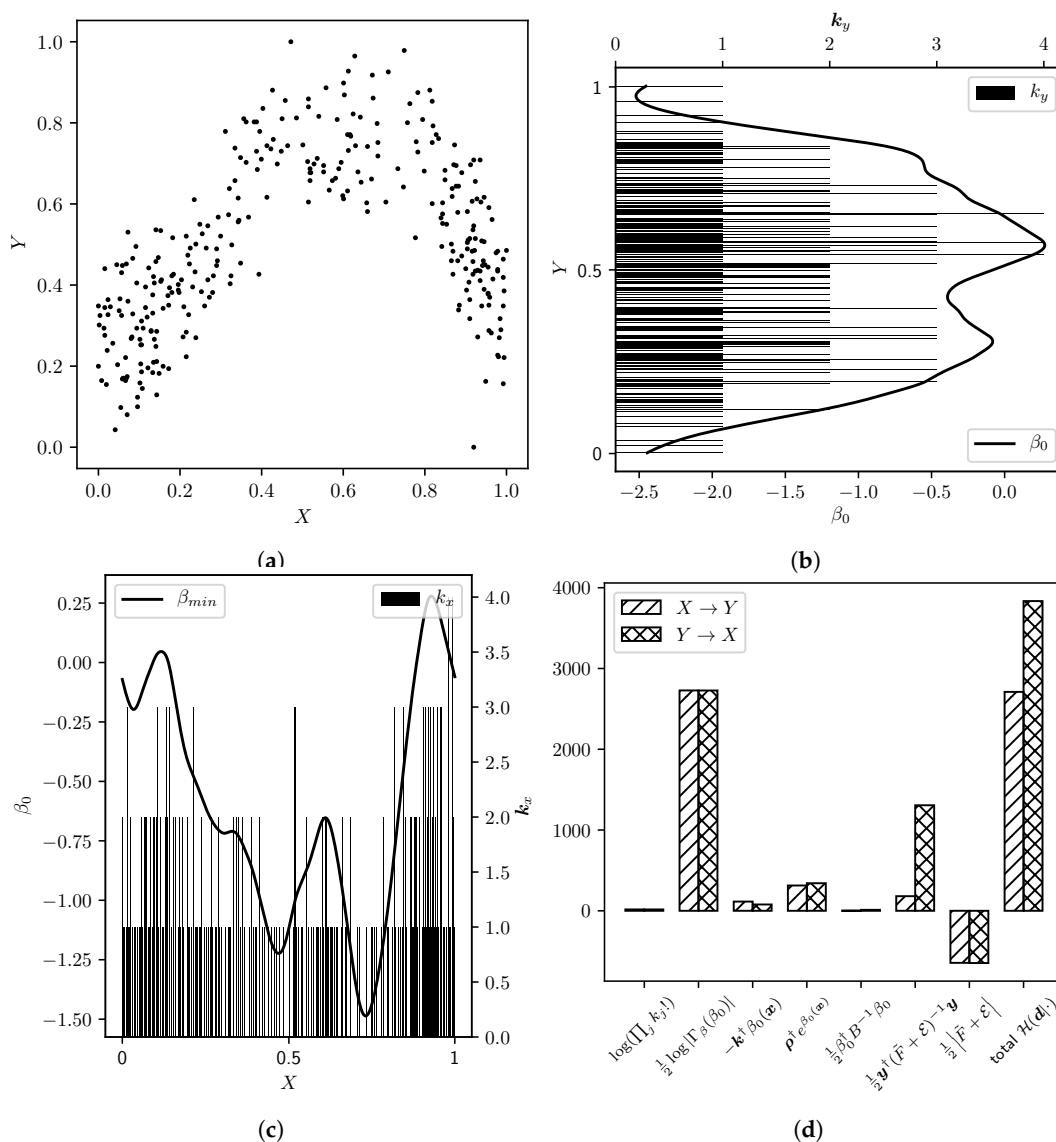 1.0
0.8
0.6
0.4
0.2
0.0
Y
0.0 0.2 0.4 0.6 0.8 1.0
X
(a)
k_y
0 1 2 3 4
k_y
1
0.5
0
Y
β_0
−2.5 −2.0 −1.5 −1.0 −0.5 0.0
β_0
(b)
β_{min}
k_x
0.25
0.00
−0.25
−0.50
−0.75
−1.00
−1.25
−1.50
β_0
4.0
3.5
3.0
2.5
2.0
1.5
1.0
0.5
0.0
k_x
0 0.5 1
X
(c)
X → Y
Y → X
4000
3000
2000
1000
0
log(∏_j k_j!)
½ log |Γ_β(β_0)|
−k^† β_0(x)
ρ^† e^{β_0(x)}
½ β_0^† B^{−1} β_0
½ y^†(F̃ + ℰ)^{−1} y
½ |F̃ + ℰ|
total ℋ(d|·)
(d)